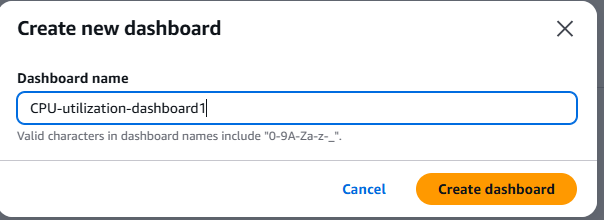 Create new dashboard
Dashboard name
CPU-utilization-dashboard1
Valid characters in dashboard names include "0-9A-Za-z-_".
Cancel
Create dashboard